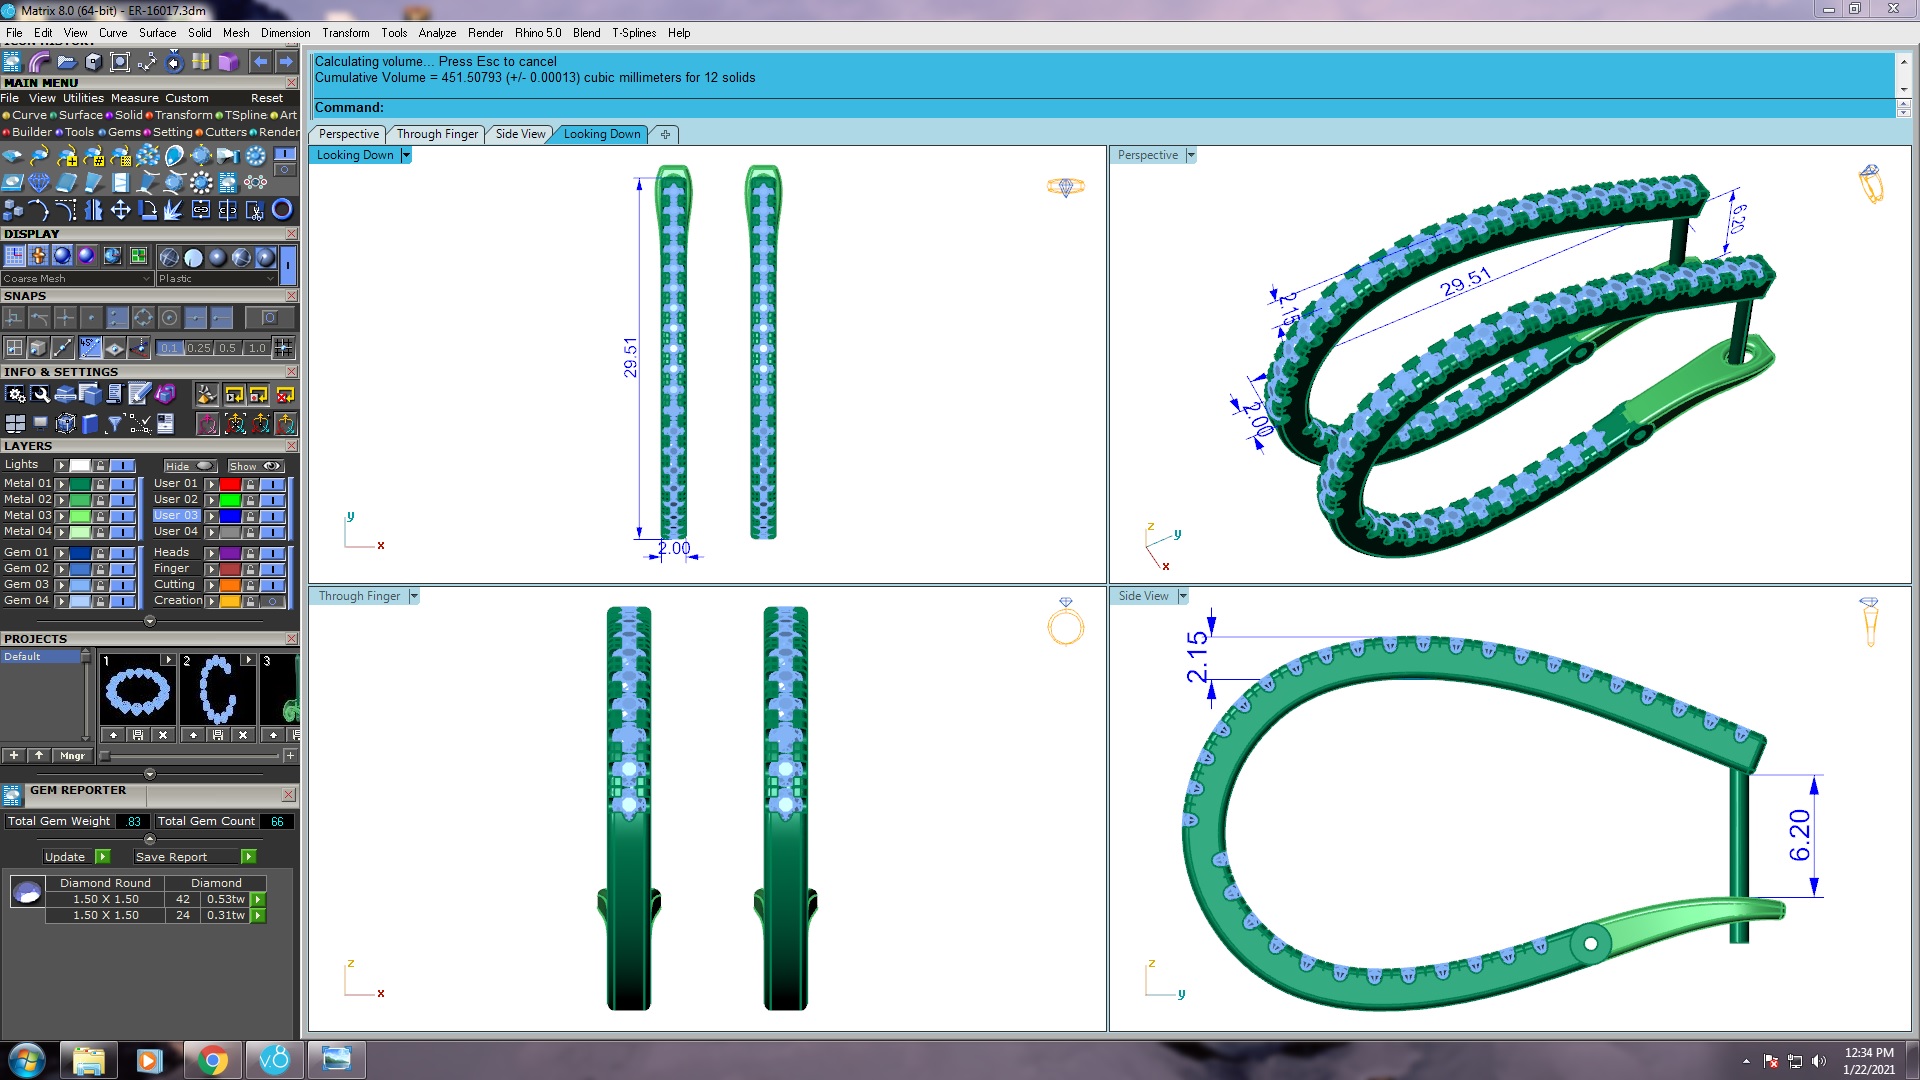 Matrix 8.0 (64-bit) - ER-16017.3dm
File Edit View Curve Surface Solid Mesh Dimension Transform Tools Analyze Render Rhino 5.0 Blend T-Splines Help
Calculating volume... Press Esc to cancel
Cumulative Volume = 451.50793 (+/- 0.00013) cubic millimeters for 12 solids
Command:
MAIN MENU
File View Utilities Measure Custom Reset
Curve Surface Solid Transform TSpline Art
Builder Tools Gems Setting Cutters Render
DISPLAY
Coarse Mesh Plastic
SNAPS
45°
0.1 0.25 0.5 1.0
INFO & SETTINGS
LAYERS
Lights Hide Show
Metal 01 User 01
Metal 02 User 02
Metal 03 User 03
Metal 04 User 04
Gem 01 Heads
Gem 02 Finger
Gem 03 Cutting
Gem 04 Creation
PROJECTS
Default
1 2 3
Mngr
GEM REPORTER
Total Gem Weight .83 Total Gem Count 66
Update Save Report
Diamond Round Diamond
1.50 X 1.50 42 0.53tw
1.50 X 1.50 24 0.31tw
Perspective Through Finger Side View Looking Down
Looking Down
29.51
2.00
y
x
Perspective
6.20
29.51
2.15
2.00
z
y
x
Through Finger
z
x
Side View
2.15
6.20
z
y
v.8
12:34 PM
1/22/2021